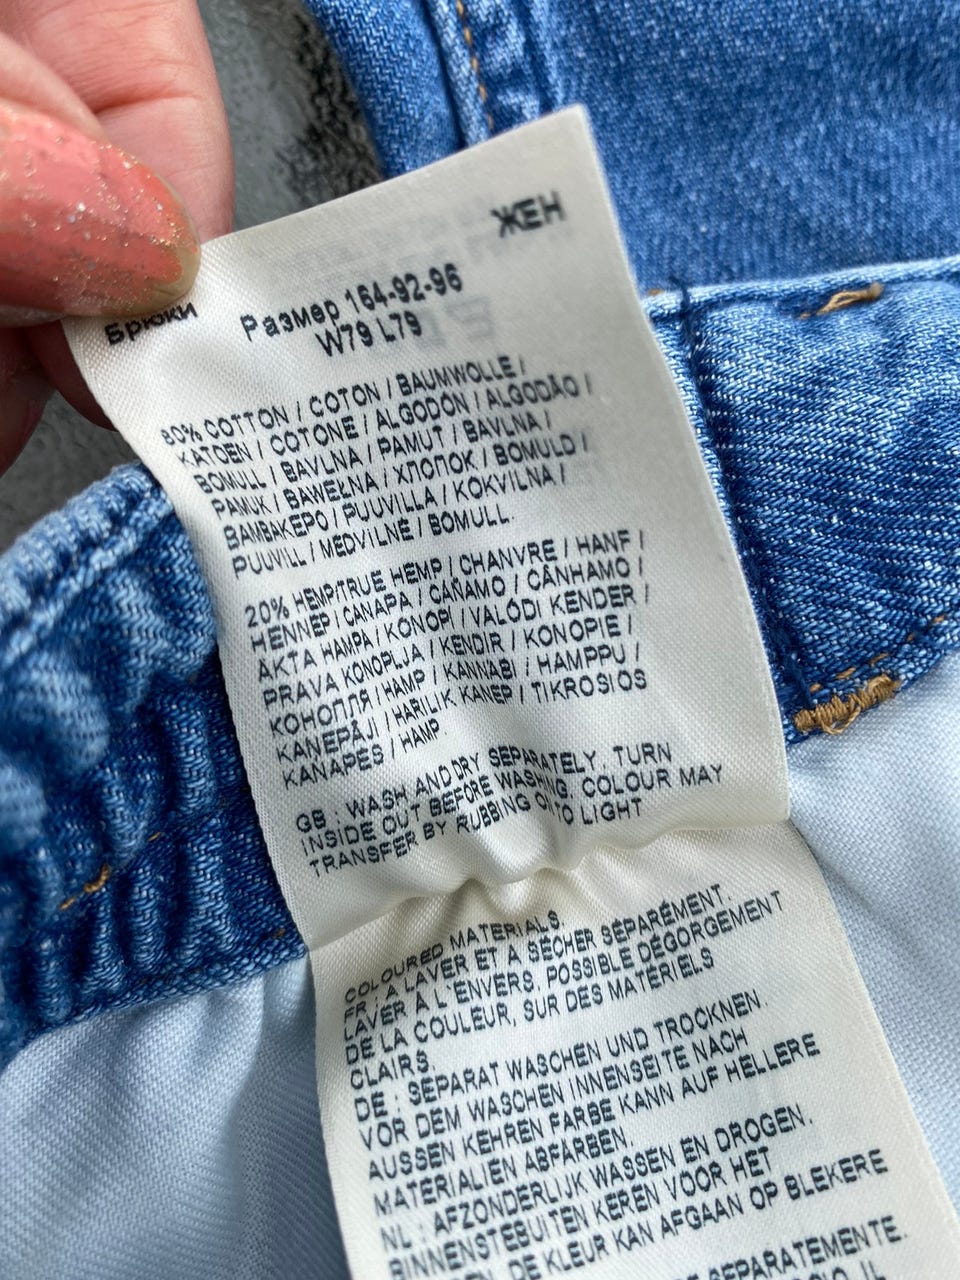 ЖЕН
Брюки
Размер 164-92-96
W79 L79
80% COTTON / COTON / BAUMWOLLE /
KATOEN / COTONE / ALGODÓN / ALGODÃO /
BOMULL / BAVLNA / PAMUT / BAVLNA /
PAMUK / BAWEŁNA / ХЛОПОК / BOMULD /
ΒΑΜΒΑΚΕΡΟ / PUUVILLA / KOKVILNA /
PUUVILL / MEDVILNĖ / BOMULL.
20% HEMP/TRUE HEMP / CHANVRE / HANF /
HENNEP / CANAPA / CÁÑAMO / CÂNHAMO /
ÄKTA HAMPA / KONOPÍ / VALÓDI KENDER /
PRAVA KONOPLJA / KENDIR / KONOPIE /
КОНОПЛЯ / HAMP / KANNABI / HAMPPU /
KAŅEPĀJI / HARILIK KANEP / TIKROSIOS
KANAPĖS / HAMP
GB : WASH AND DRY SEPARATELY. TURN
INSIDE OUT BEFORE WASHING. COLOUR MAY
TRANSFER BY RUBBING ONTO LIGHT
COLOURED MATERIALS.
FR : A LAVER ET A SÉCHER SÉPARÉMENT.
LAVER À L'ENVERS. POSSIBLE DÉGORGEMENT
DE LA COULEUR, SUR DES MATÉRIELS
CLAIRS.
DE : SEPARAT WASCHEN UND TROCKNEN.
VOR DEM WASCHEN INNENSEITE NACH
AUSSEN KEHREN FARBE KANN AUF HELLERE
MATERIALIEN ABFÄRBEN.
NL : AFZONDERLIJK WASSEN EN DROGEN.
BINNENSTEBUITEN KEREN VOOR HET
WASSEN. DE KLEUR KAN AFGAAN OP BLEKERE
SEPARATEMENTE.